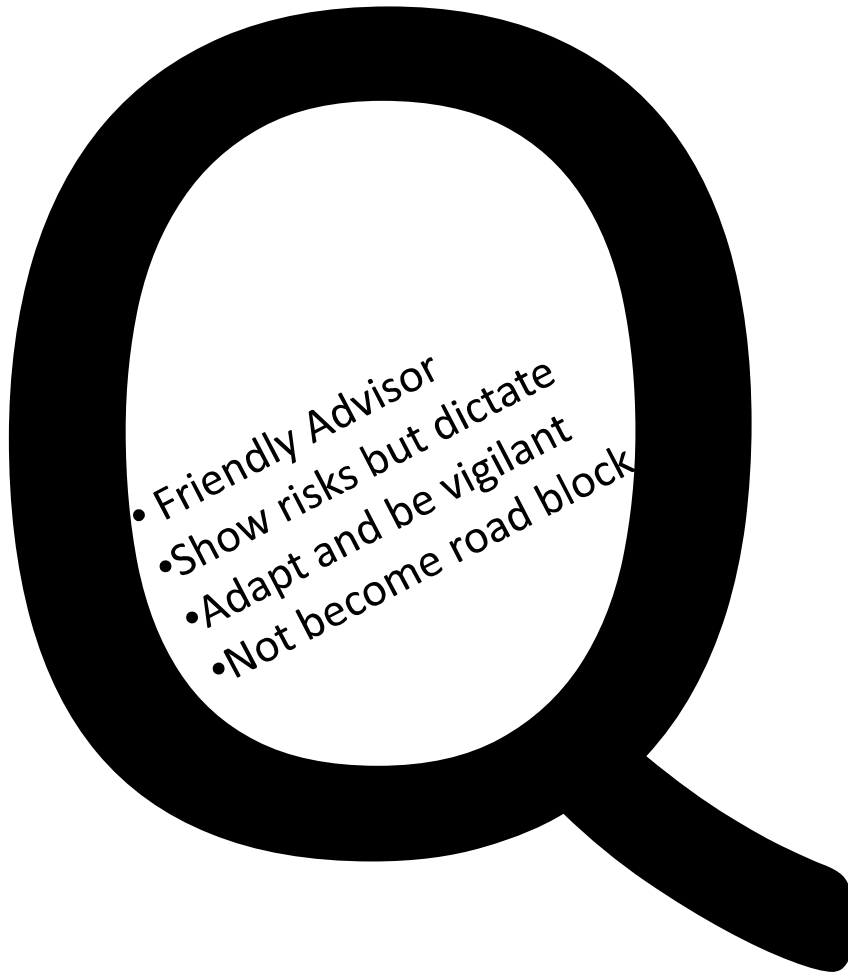 Q
• Friendly Advisor
•Show risks but dictate
•Adapt and be vigilant
•Not become road block